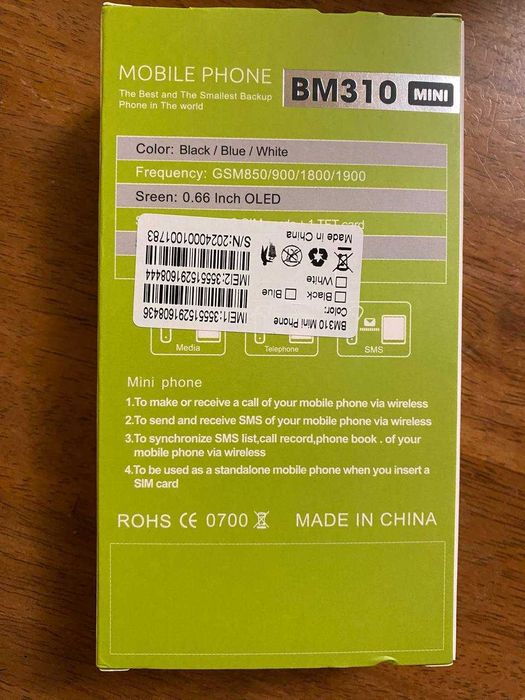 MOBILE PHONE
The Best and The Smallest Backup
Phone in The world
BM310 MINI
Color: Black / Blue / White
Frequency: GSM850/900/1800/1900
Sreen: 0.66 Inch OLED
BM310 Mini Phone
Color:
Black Blue
White
Made in China
IMEI1:355515291608436
IMEI2:355515291608444
S/N:20240001001783
Media
Telephone
SMS
Mini phone
1.To make or receive a call of your mobile phone via wireless
2.To send and receive SMS of your mobile phone via wireless
3.To synchronize SMS list,call record,phone book . of your
mobile phone via wireless
4.To be used as a standalone mobile phone when you insert a
SIM card
ROHS CE 0700 MADE IN CHINA